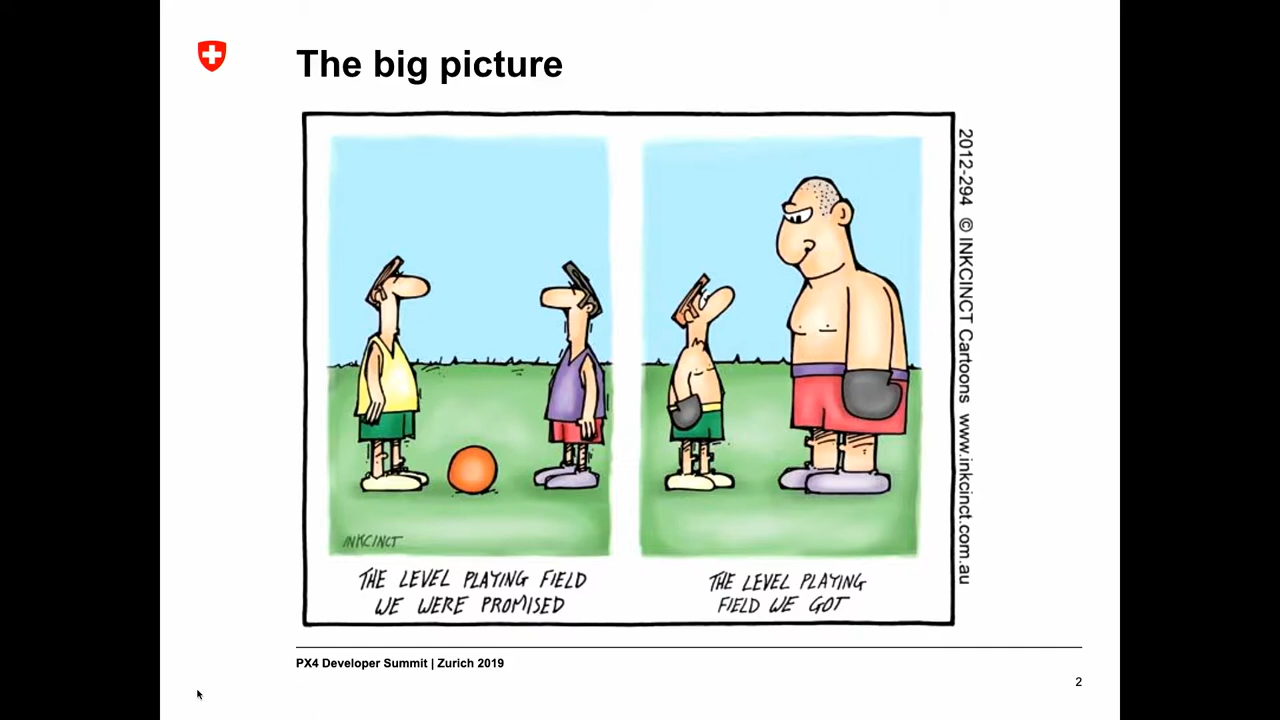 The big picture
2012-294 © INKCINCT Cartoons www.inkcinct.com.au
INKCINCT
THE LEVEL PLAYING FIELD
WE WERE PROMISED
THE LEVEL PLAYING
FIELD WE GOT
PX4 Developer Summit | Zurich 2019
2